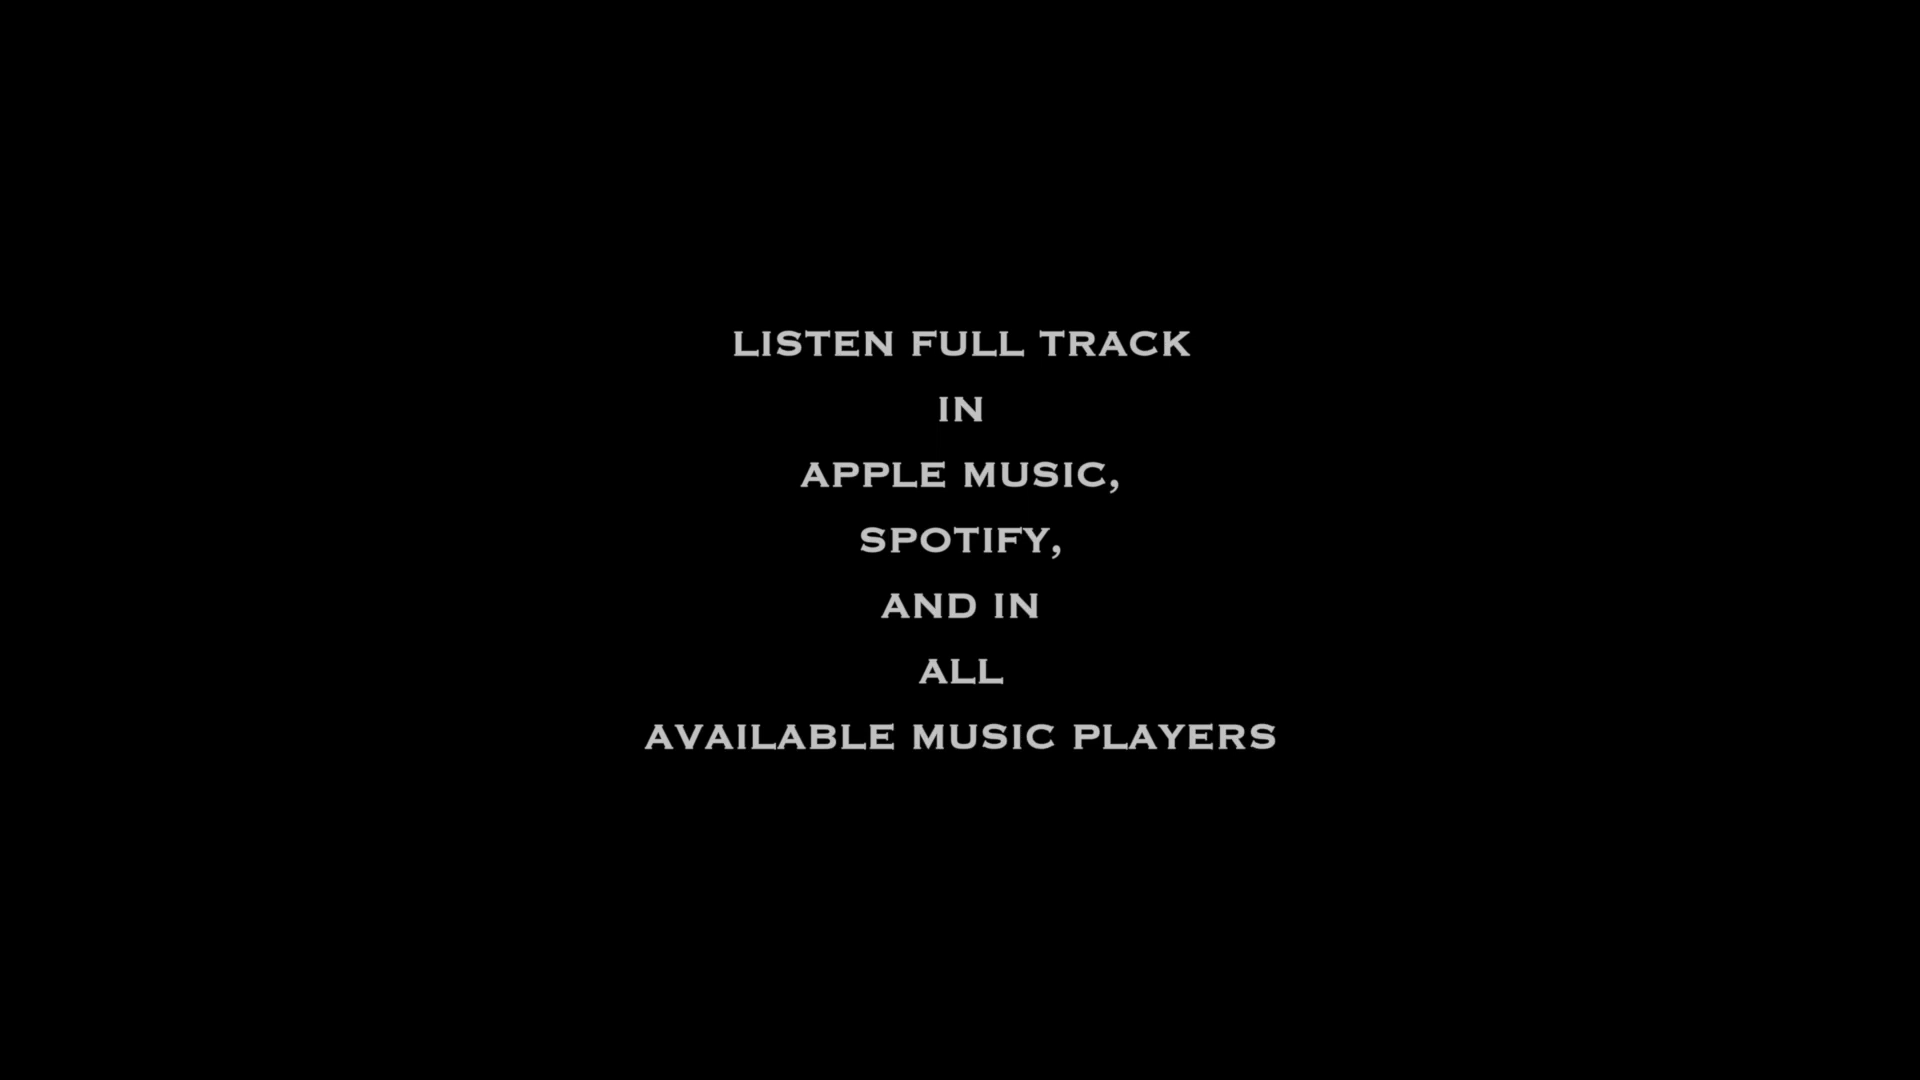 LISTEN FULL TRACK
IN
APPLE MUSIC,
SPOTIFY,
AND IN
ALL
AVAILABLE MUSIC PLAYERS